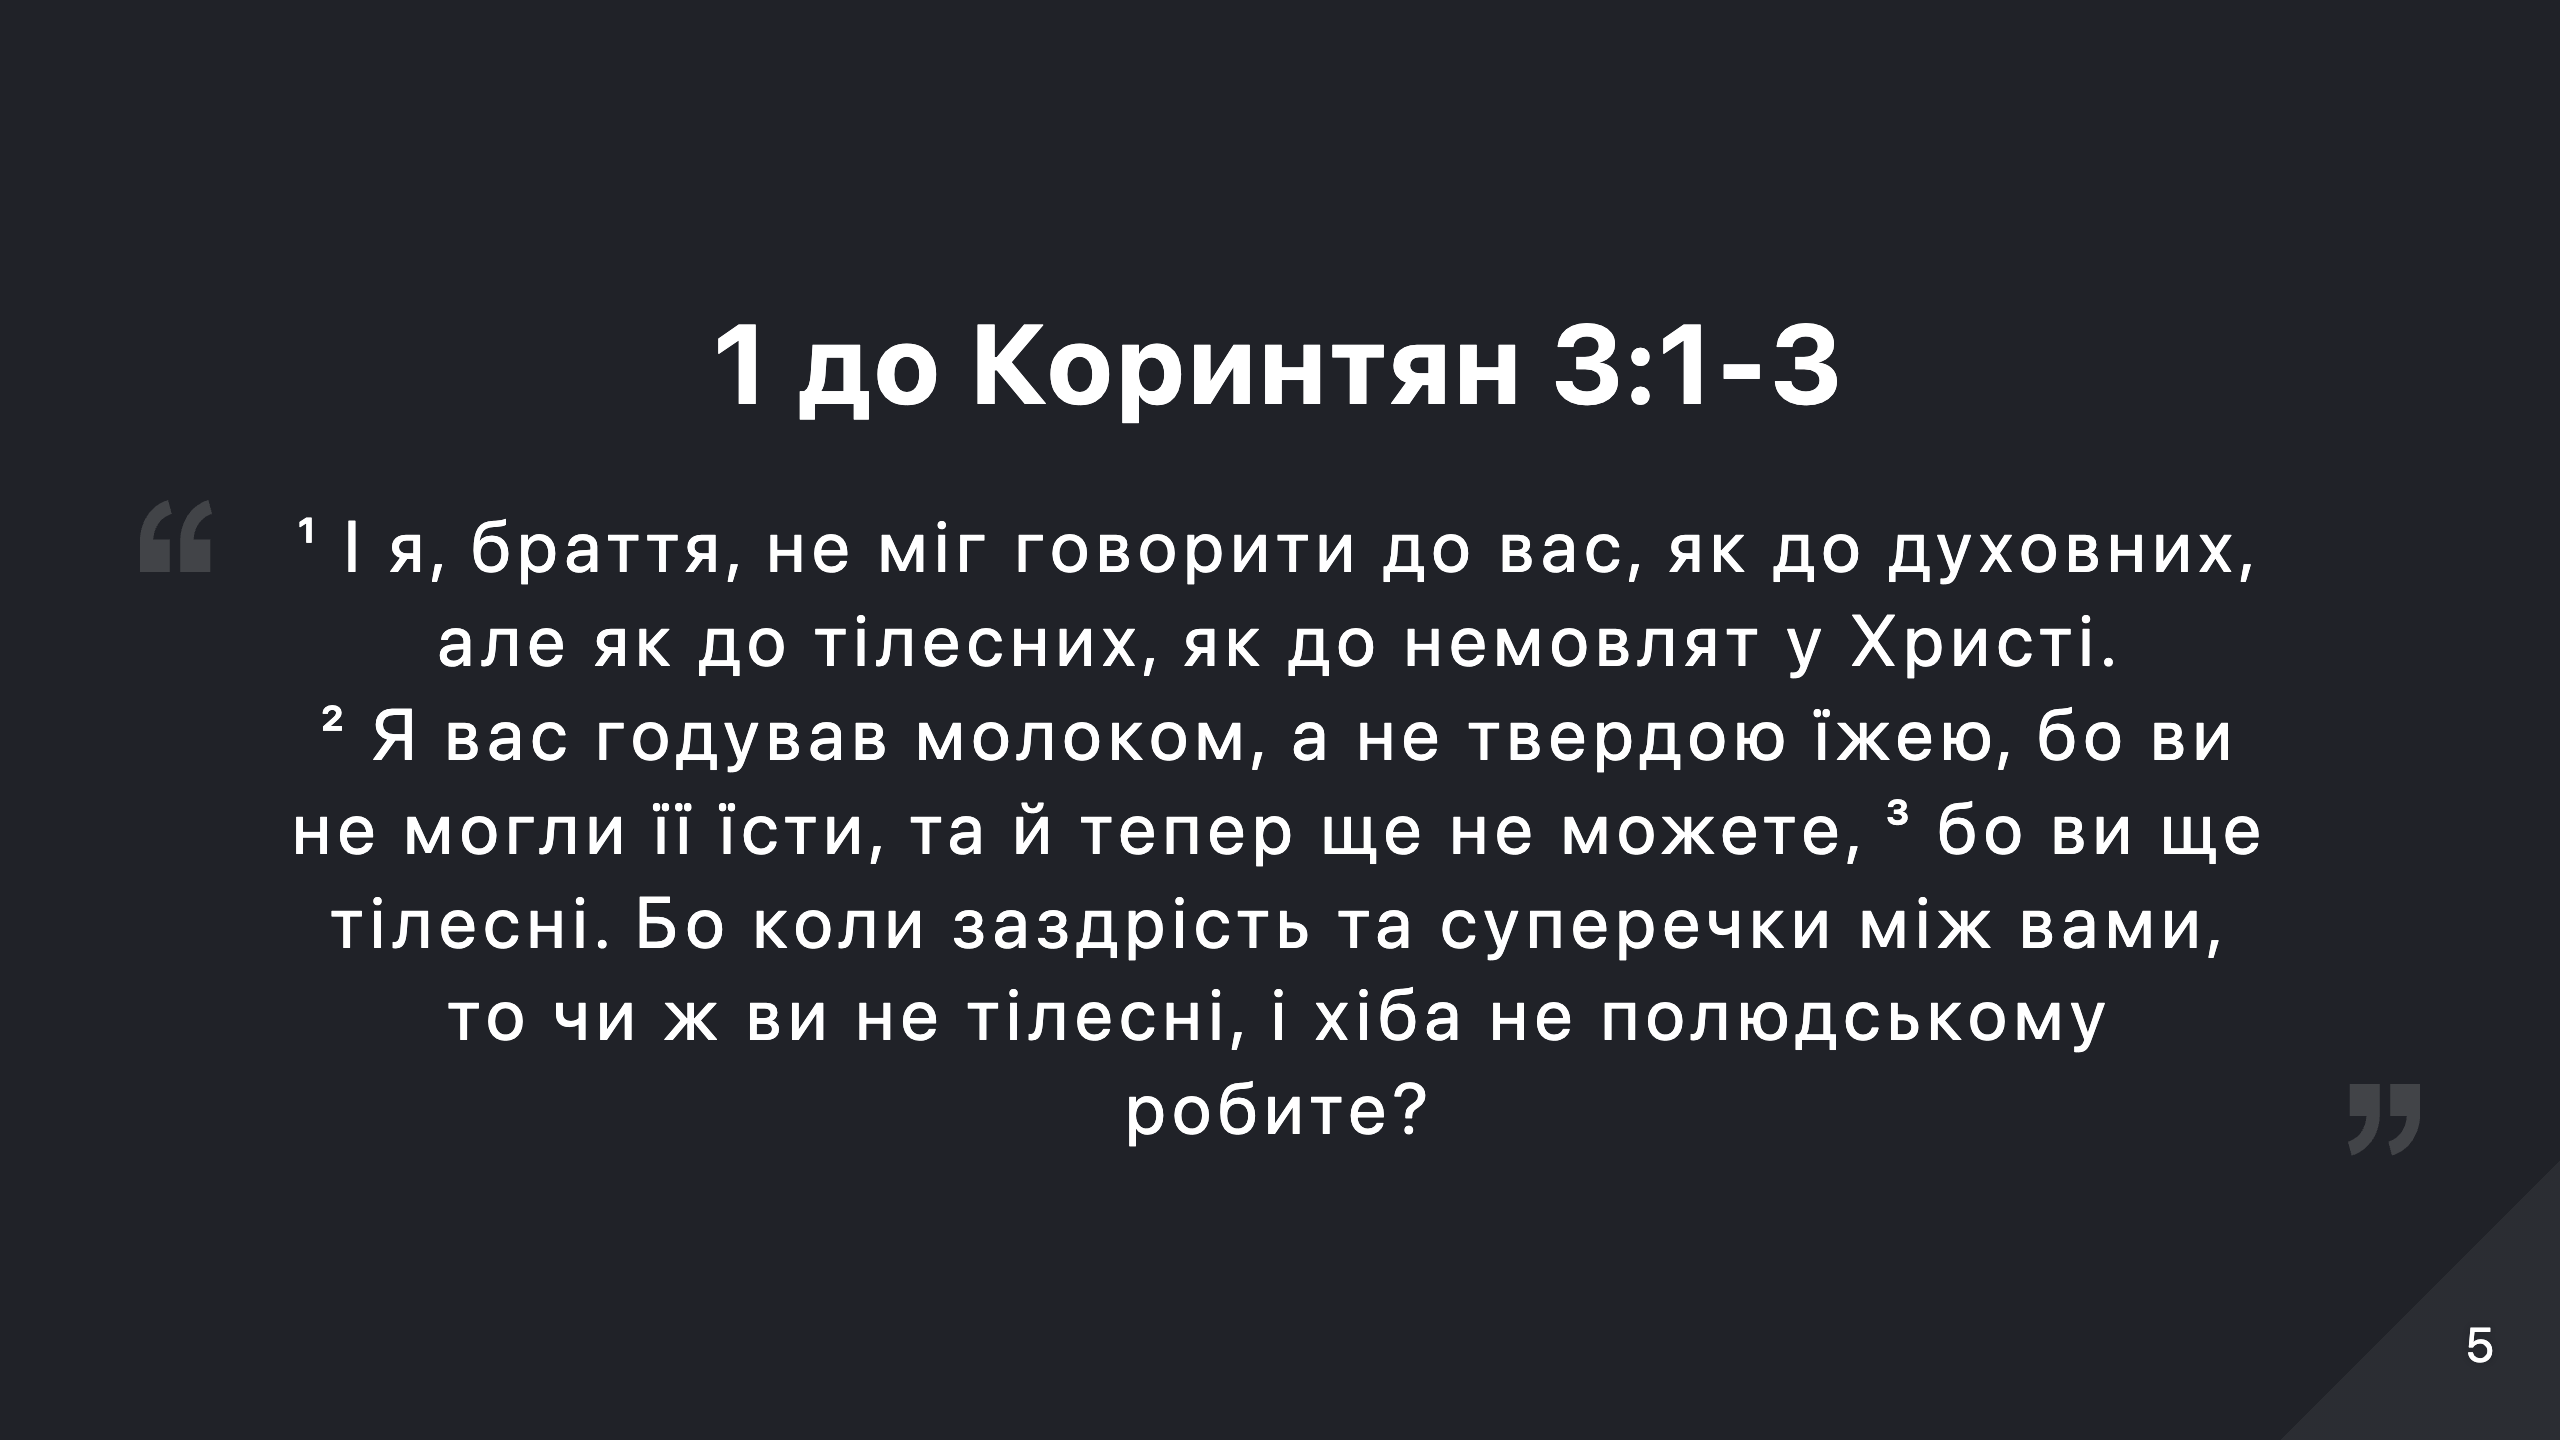 1 до Коринтян 3:1-3
“
¹ І я, браття, не міг говорити до вас, як до духовних,
але як до тілесних, як до немовлят у Христі.
² Я вас годував молоком, а не твердою їжею, бо ви
не могли її їсти, та й тепер ще не можете, ³ бо ви ще
тілесні. Бо коли заздрість та суперечки між вами,
то чи ж ви не тілесні, і хіба не полюдському
робите?
”
5